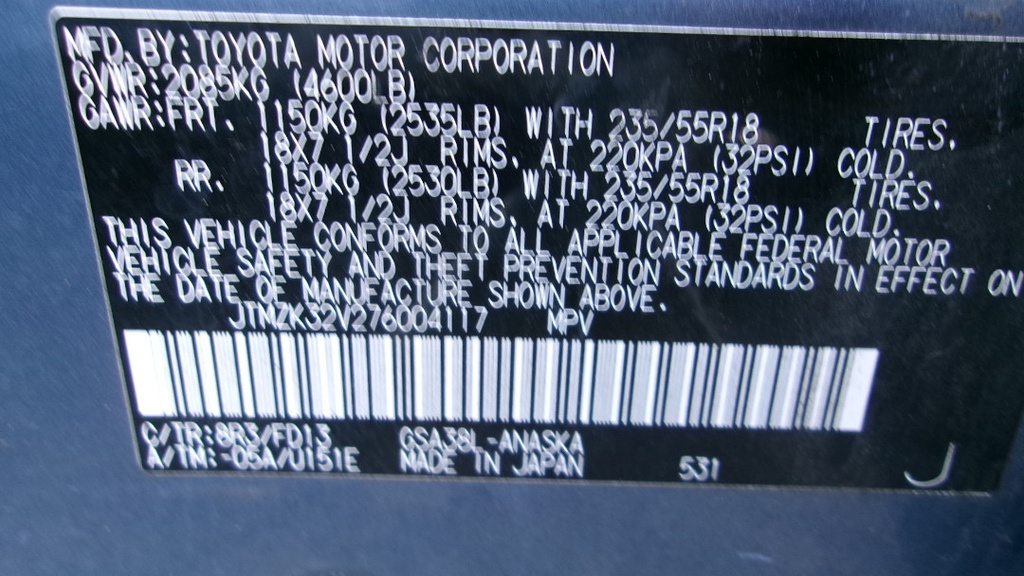 MFD. BY: TOYOTA MOTOR CORPORATION
GVWR: 2085KG (4600LB)
GAWR: FRT. 1150KG (2535LB) WITH 235/55R18 TIRES.
18X7 1/2J RIMS, AT 220KPA (32PSI) COLD.
RR. 1150KG (2530LB) WITH 235/55R18 TIRES.
18X7 1/2J RIMS, AT 220KPA (32PSI) COLD.
THIS VEHICLE CONFORMS TO ALL APPLICABLE FEDERAL MOTOR
VEHICLE SAFETY AND THEFT PREVENTION STANDARDS IN EFFECT ON
THE DATE OF MANUFACTURE SHOWN ABOVE.
JTMZK32V276004117 MPV
C/TR: 8R3/FD13 GSA38L-ANASKA
A/TM: -05A/U151E MADE IN JAPAN 531
J